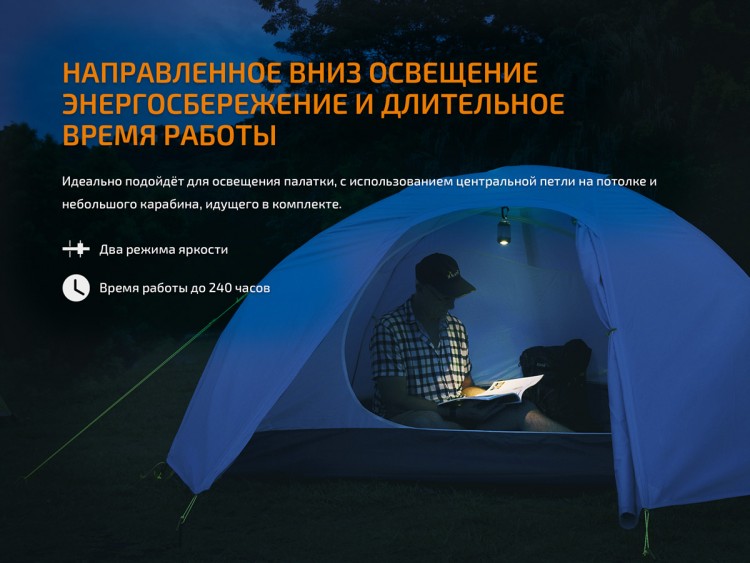 НАПРАВЛЕННОЕ ВНИЗ ОСВЕЩЕНИЕ
ЭНЕРГОСБЕРЕЖЕНИЕ И ДЛИТЕЛЬНОЕ
ВРЕМЯ РАБОТЫ
Идеально подойдёт для освещения палатки, с использованием центральной петли на потолке и
небольшого карабина, идущего в комплекте.
Два режима яркости
Время работы до 240 часов